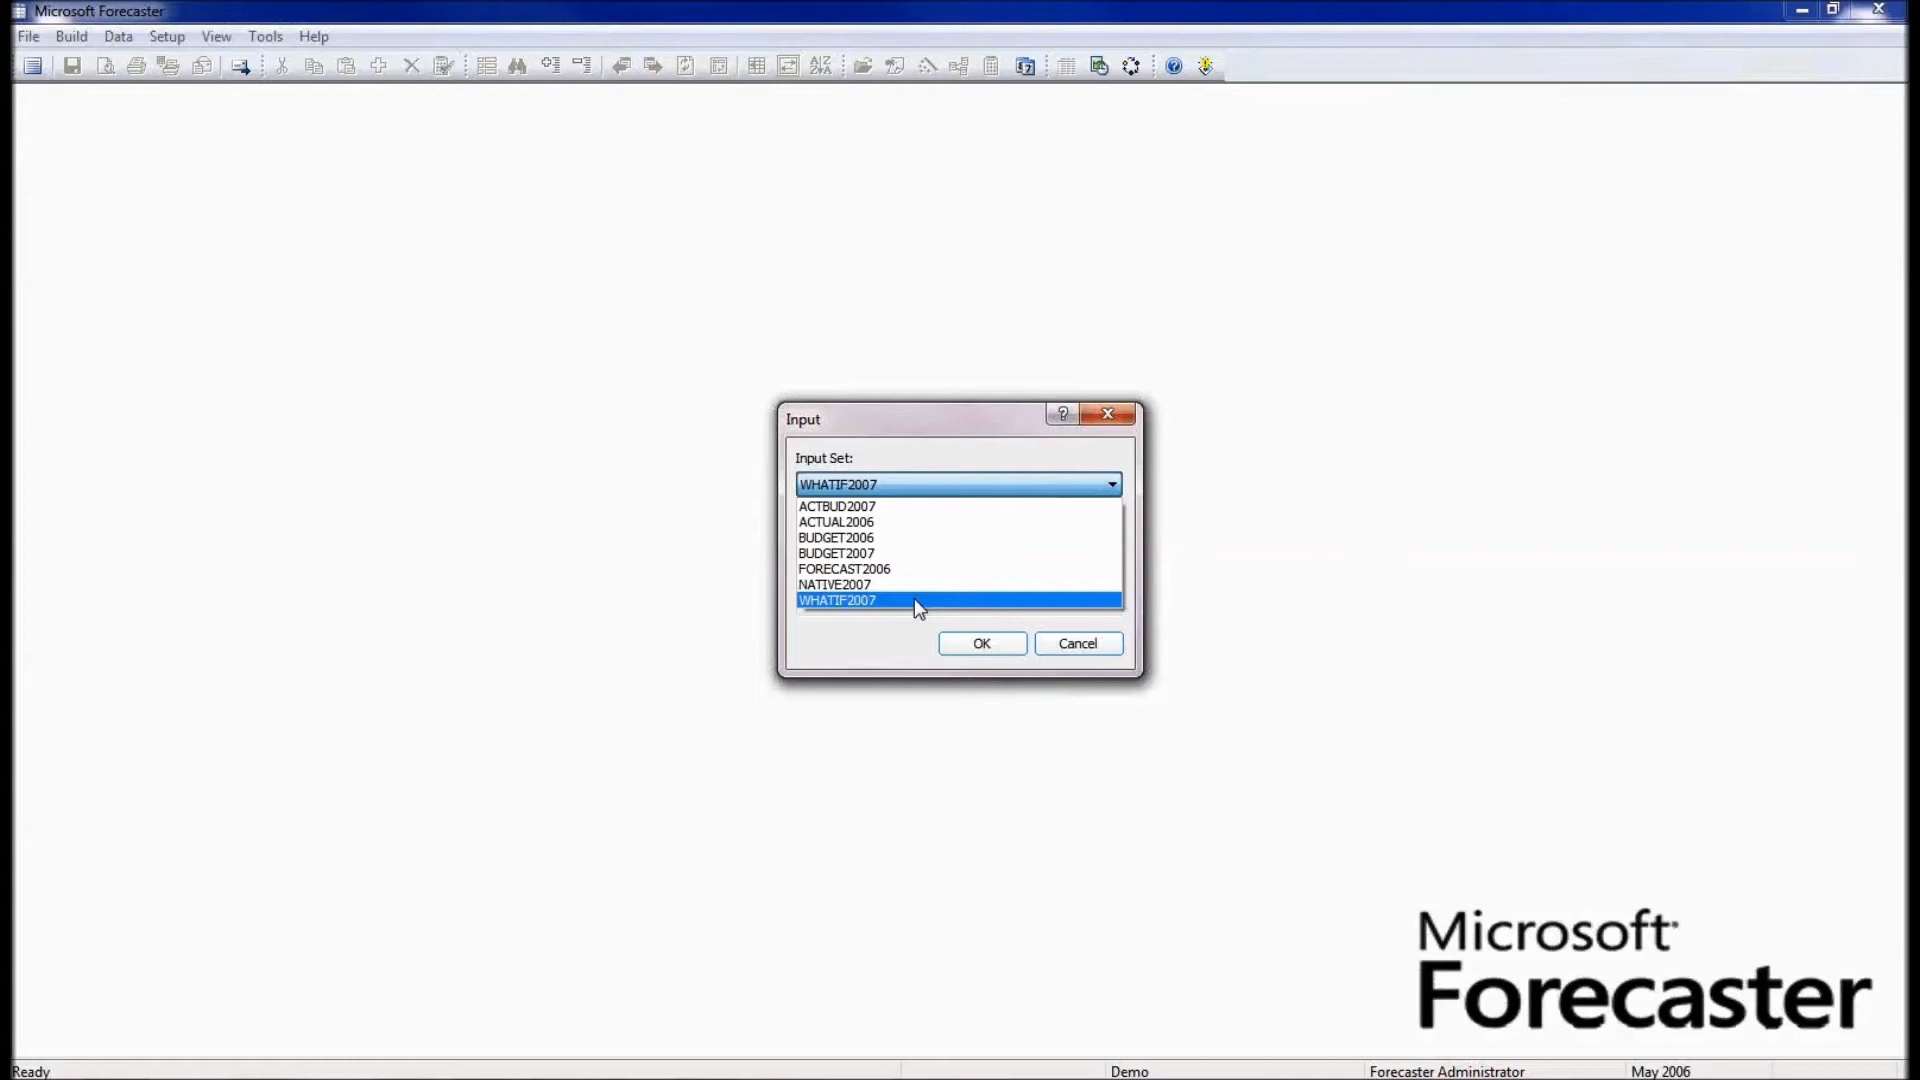 Microsoft Forecaster
File Build Data Setup View Tools Help
Input
Input Set:
WHATIF2007
ACTBUD2007
ACTUAL2006
BUDGET2006
BUDGET2007
FORECAST2006
NATIVE2007
WHATIF2007
OK Cancel
Microsoft
Forecaster
Ready Demo Forecaster Administrator May 2006